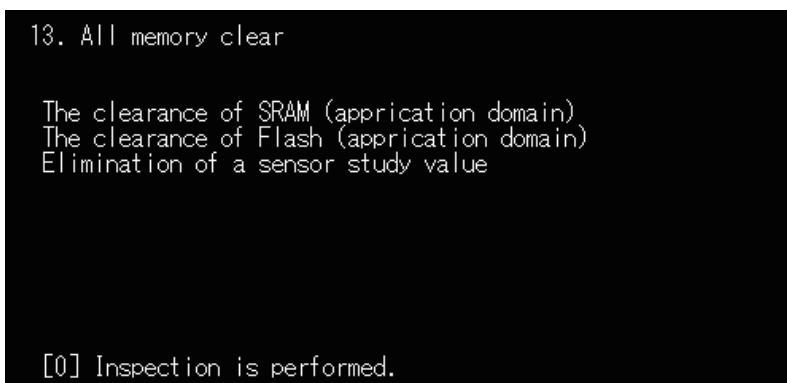 13. All memory clear
The clearance of SRAM (apprication domain)
The clearance of Flash (apprication domain)
Elimination of a sensor study value
[0] Inspection is performed.